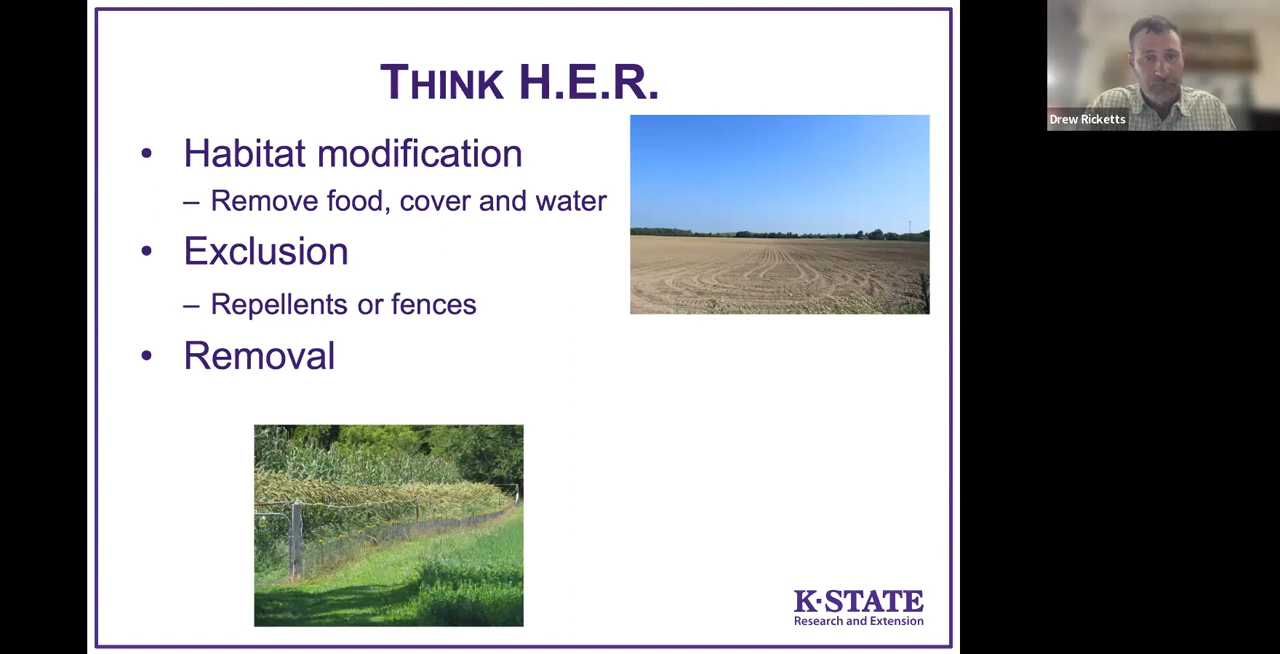 THINK H.E.R.
• Habitat modification
– Remove food, cover and water
• Exclusion
– Repellents or fences
• Removal
K·STATE
Research and Extension
Drew Ricketts